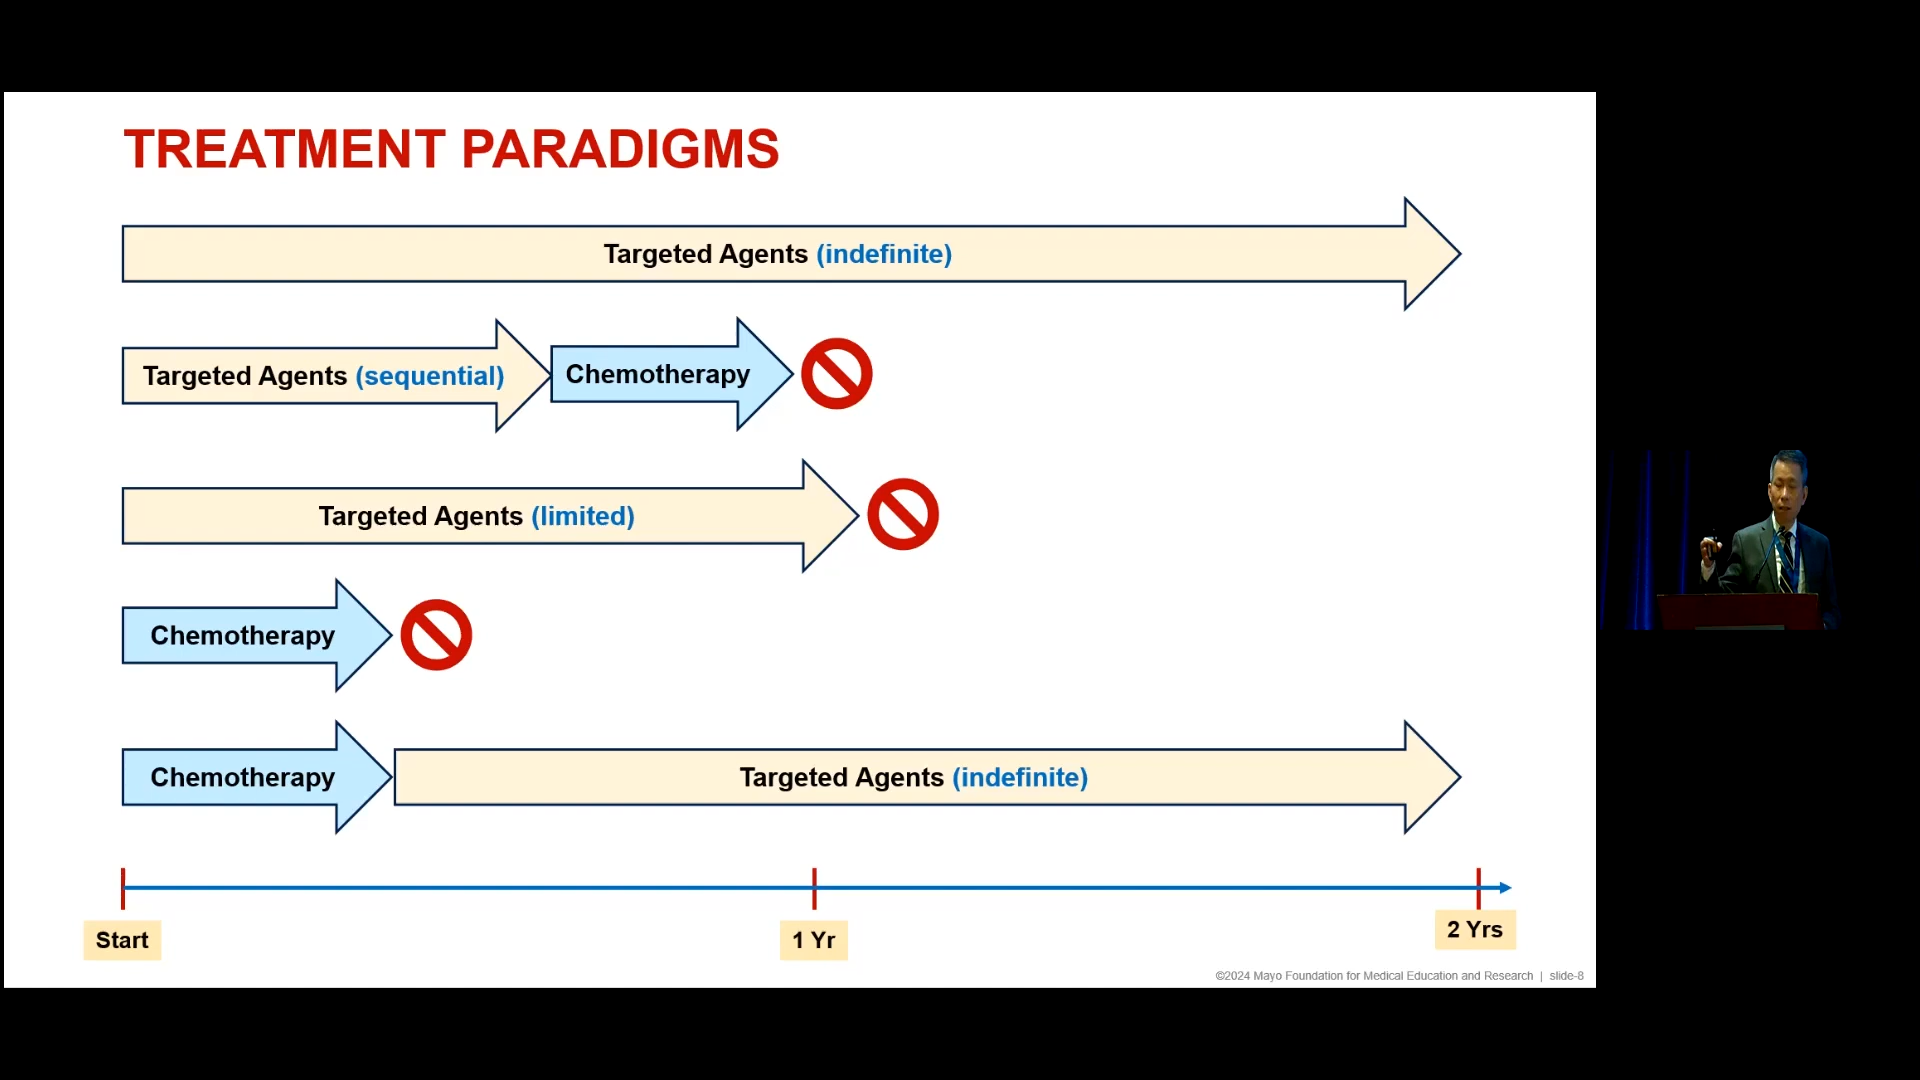 TREATMENT PARADIGMS
Targeted Agents (indefinite)
Targeted Agents (sequential)
Chemotherapy
Targeted Agents (limited)
Chemotherapy
Chemotherapy
Targeted Agents (indefinite)
Start
1 Yr
2 Yrs
©2024 Mayo Foundation for Medical Education and Research | slide-8